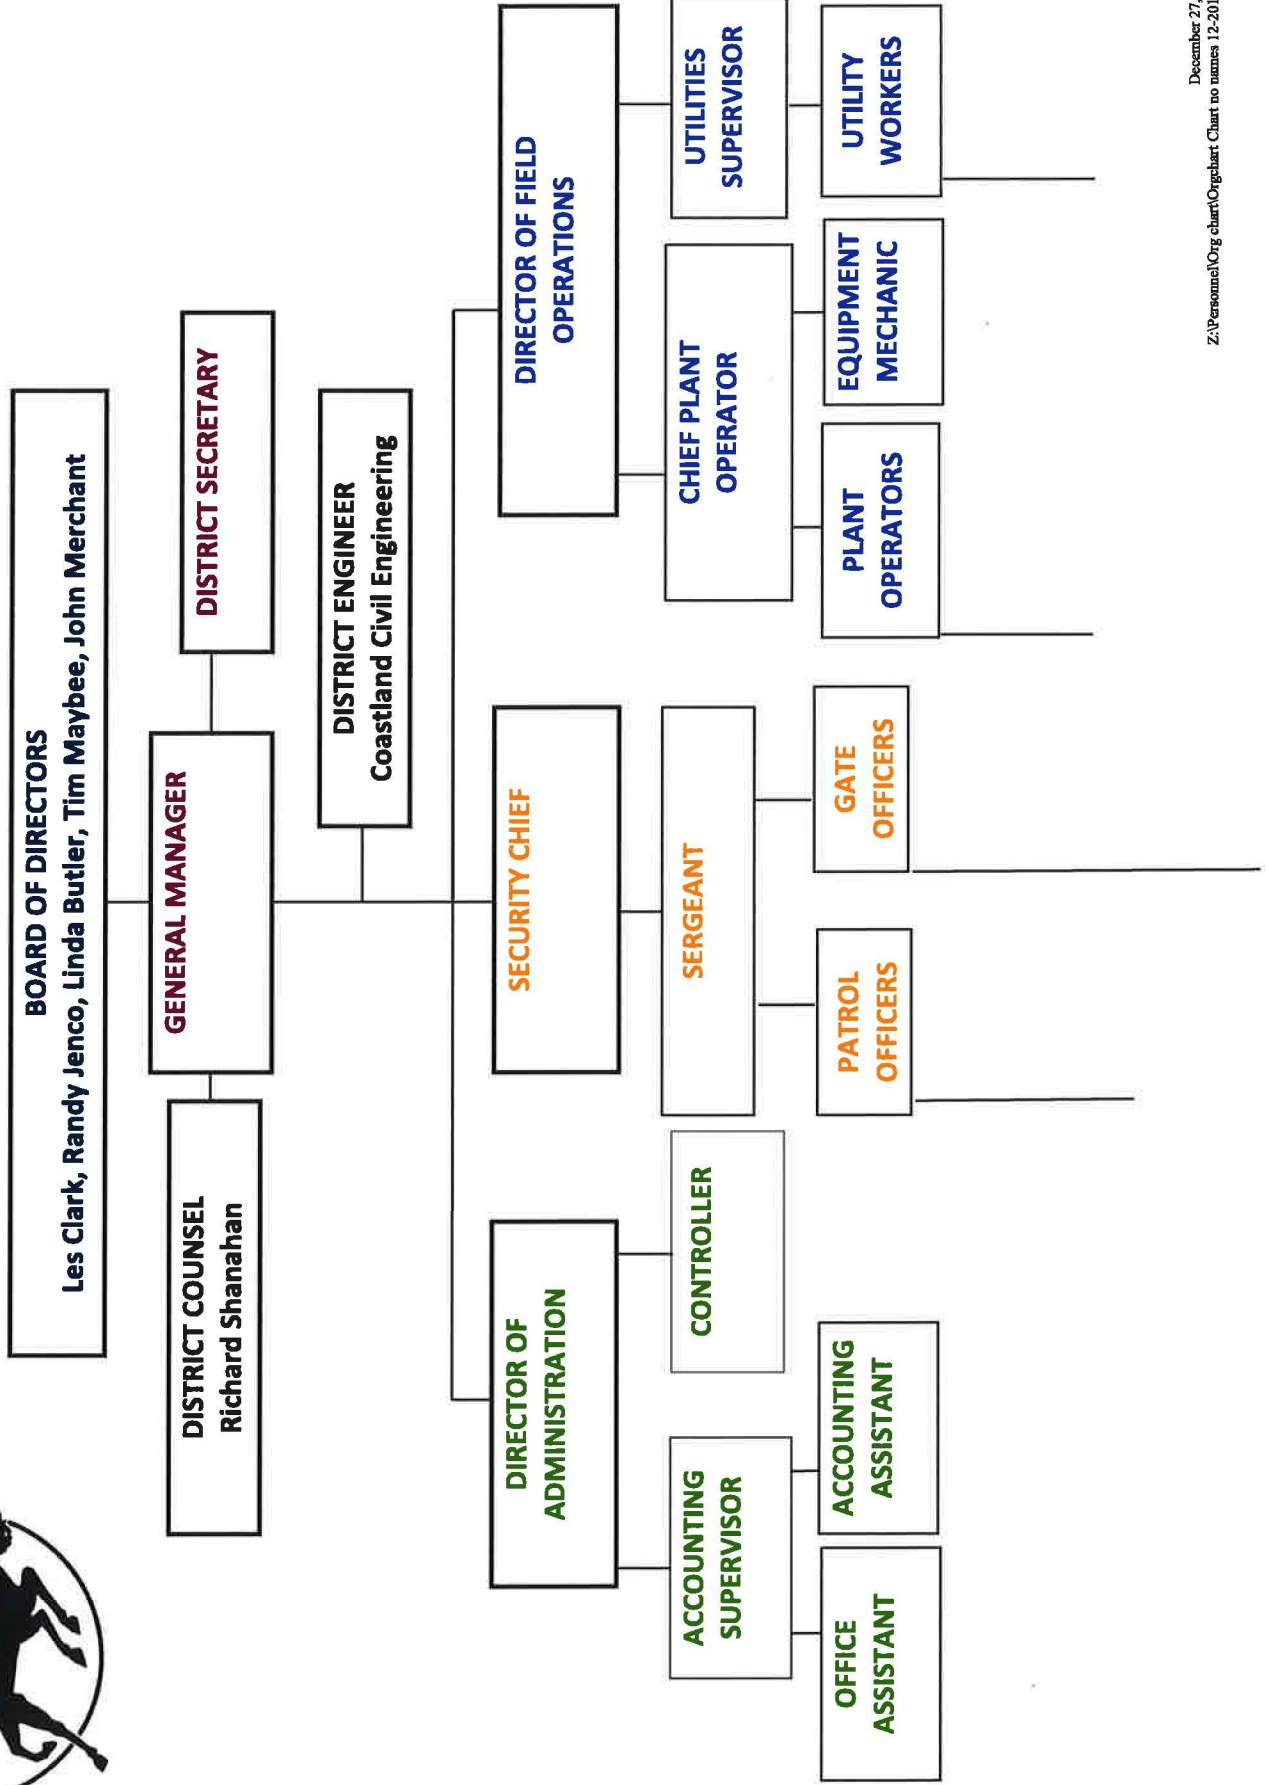 BOARD OF DIRECTORS
Les Clark, Randy Jenco, Linda Butler, Tim Maybee, John Merchant
DISTRICT COUNSEL
Richard Shanahan
GENERAL MANAGER
DISTRICT SECRETARY
DISTRICT ENGINEER
Coastland Civil Engineering
DIRECTOR OF
ADMINISTRATION
SECURITY CHIEF
DIRECTOR OF FIELD
OPERATIONS
ACCOUNTING
SUPERVISOR
CONTROLLER
SERGEANT
CHIEF PLANT
OPERATOR
UTILITIES
SUPERVISOR
OFFICE
ASSISTANT
ACCOUNTING
ASSISTANT
PATROL
OFFICERS
GATE
OFFICERS
PLANT
OPERATORS
EQUIPMENT
MECHANIC
UTILITY
WORKERS
December 27,
Z:\Personnel\Org chart\Orgchart Chart no names 12-201